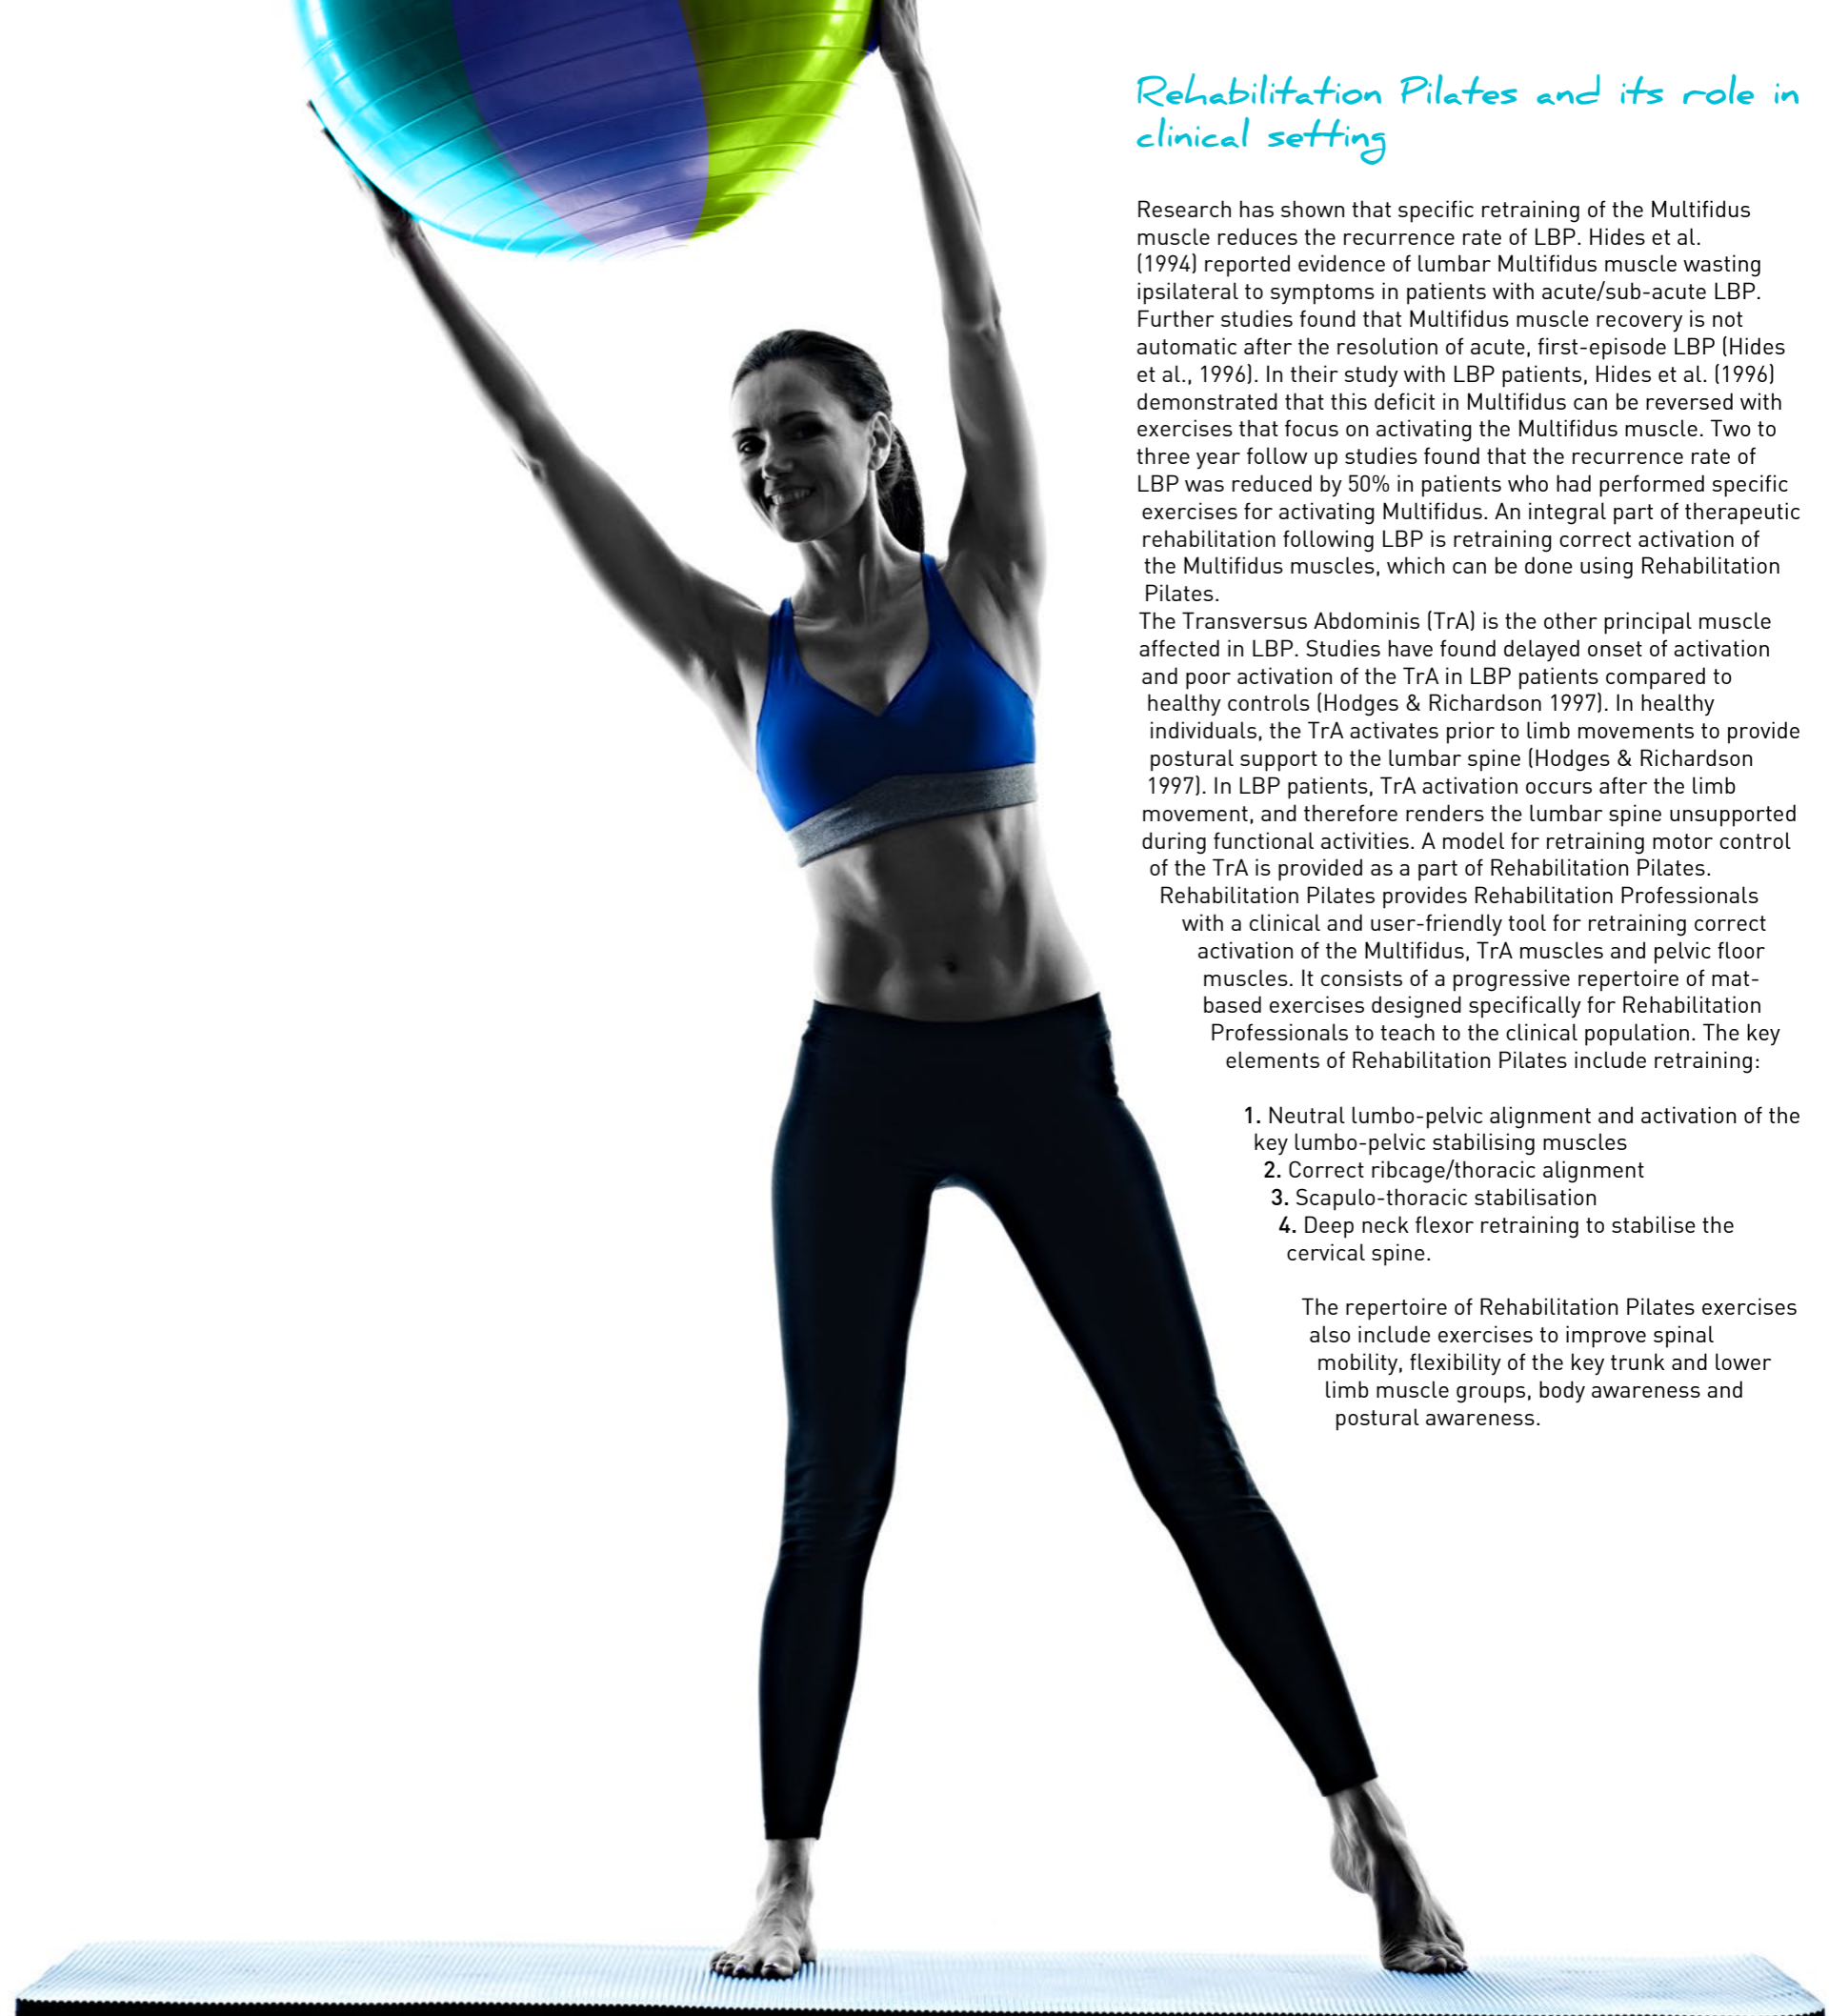 Rehabilitation Pilates and its role in
clinical setting
Research has shown that specific retraining of the Multifidus
muscle reduces the recurrence rate of LBP. Hides et al.
(1994) reported evidence of lumbar Multifidus muscle wasting
ipsilateral to symptoms in patients with acute/sub-acute LBP.
Further studies found that Multifidus muscle recovery is not
automatic after the resolution of acute, first-episode LBP (Hides
et al., 1996). In their study with LBP patients, Hides et al. (1996)
demonstrated that this deficit in Multifidus can be reversed with
exercises that focus on activating the Multifidus muscle. Two to
three year follow up studies found that the recurrence rate of
LBP was reduced by 50% in patients who had performed specific
exercises for activating Multifidus. An integral part of therapeutic
rehabilitation following LBP is retraining correct activation of
the Multifidus muscles, which can be done using Rehabilitation
Pilates.
The Transversus Abdominis (TrA) is the other principal muscle
affected in LBP. Studies have found delayed onset of activation
and poor activation of the TrA in LBP patients compared to
healthy controls (Hodges & Richardson 1997). In healthy
individuals, the TrA activates prior to limb movements to provide
postural support to the lumbar spine (Hodges & Richardson
1997). In LBP patients, TrA activation occurs after the limb
movement, and therefore renders the lumbar spine unsupported
during functional activities. A model for retraining motor control
of the TrA is provided as a part of Rehabilitation Pilates.
Rehabilitation Pilates provides Rehabilitation Professionals
with a clinical and user-friendly tool for retraining correct
activation of the Multifidus, TrA muscles and pelvic floor
muscles. It consists of a progressive repertoire of mat-
based exercises designed specifically for Rehabilitation
Professionals to teach to the clinical population. The key
elements of Rehabilitation Pilates include retraining:
1. Neutral lumbo-pelvic alignment and activation of the
key lumbo-pelvic stabilising muscles
2. Correct ribcage/thoracic alignment
3. Scapulo-thoracic stabilisation
4. Deep neck flexor retraining to stabilise the
cervical spine.
The repertoire of Rehabilitation Pilates exercises
also include exercises to improve spinal
mobility, flexibility of the key trunk and lower
limb muscle groups, body awareness and
postural awareness.